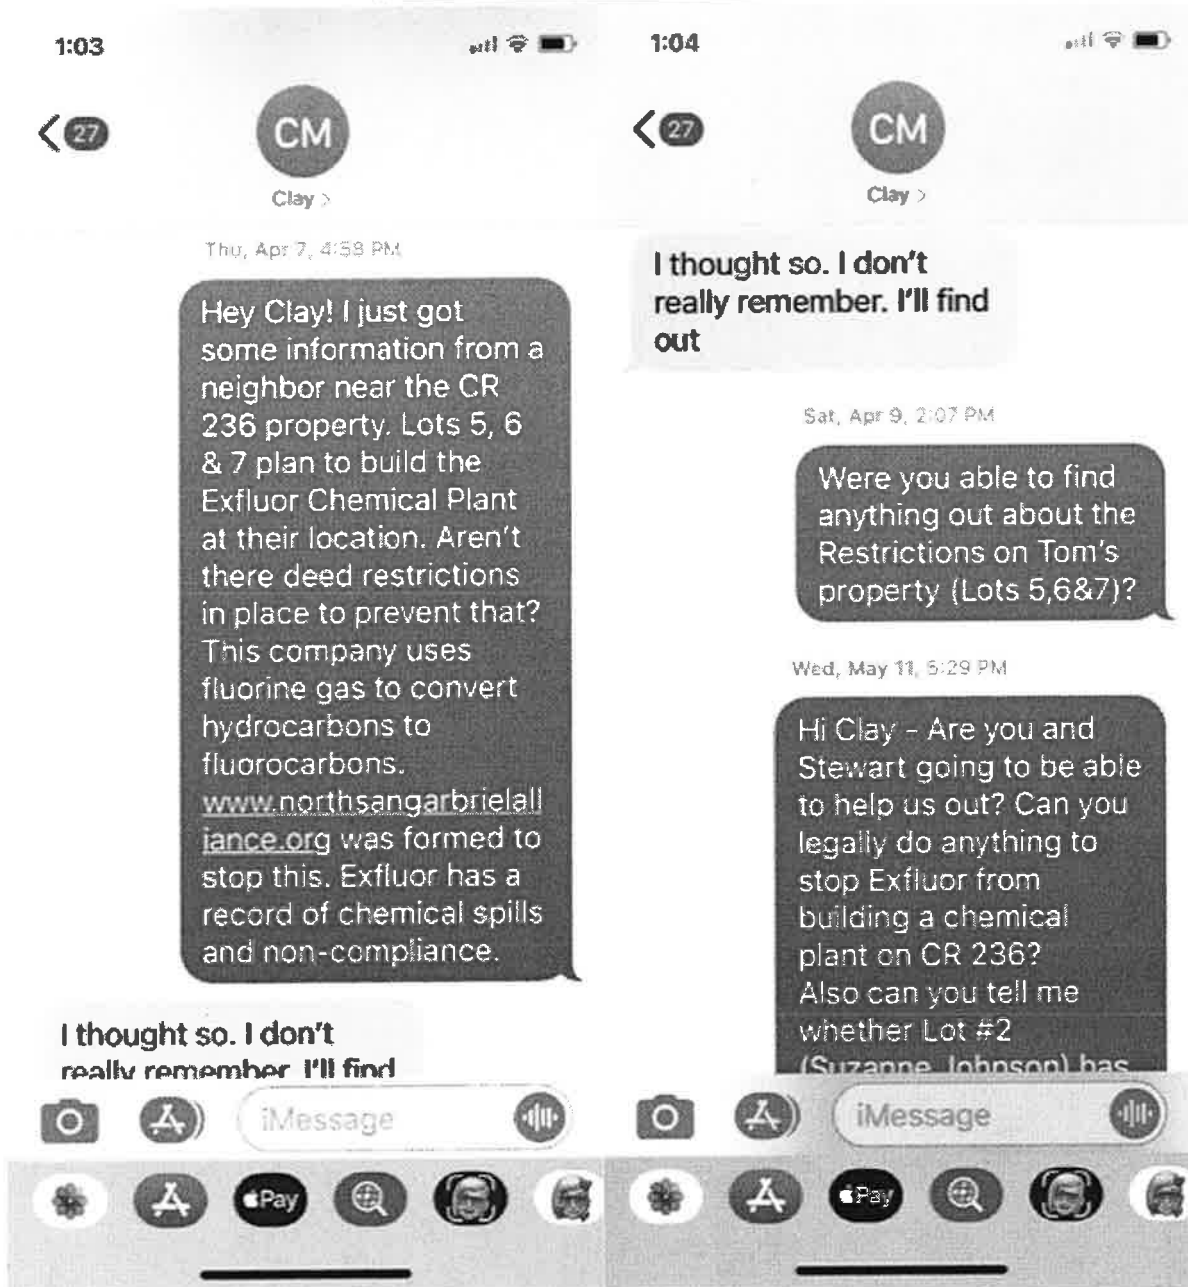 1:03
27
CM
Clay >
Thu, Apr 7, 4:58 PM
Hey Clay! I just got
some information from a
neighbor near the CR
236 property. Lots 5, 6
& 7 plan to build the
Exfluor Chemical Plant
at their location. Aren't
there deed restrictions
in place to prevent that?
This company uses
fluorine gas to convert
hydrocarbons to
fluorocarbons.
www.northsangarbrielall
iance.org was formed to
stop this. Exfluor has a
record of chemical spills
and non-compliance.
I thought so. I don't
really remember. I'll find
iMessage
Pay
1:04
27
CM
Clay >
I thought so. I don't
really remember. I'll find
out
Sat, Apr 9, 2:07 PM
Were you able to find
anything out about the
Restrictions on Tom's
property (Lots 5,6&7)?
Wed, May 11, 5:29 PM
Hi Clay - Are you and
Stewart going to be able
to help us out? Can you
legally do anything to
stop Exfluor from
building a chemical
plant on CR 236?
Also can you tell me
whether Lot #2
(Suzanne Johnson) has
iMessage
Pay